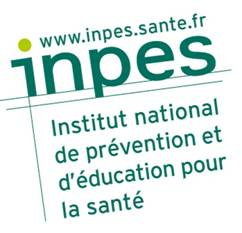 www.inpes.sante.fr
inpes
Institut national
de prévention et
d'éducation pour
la santé